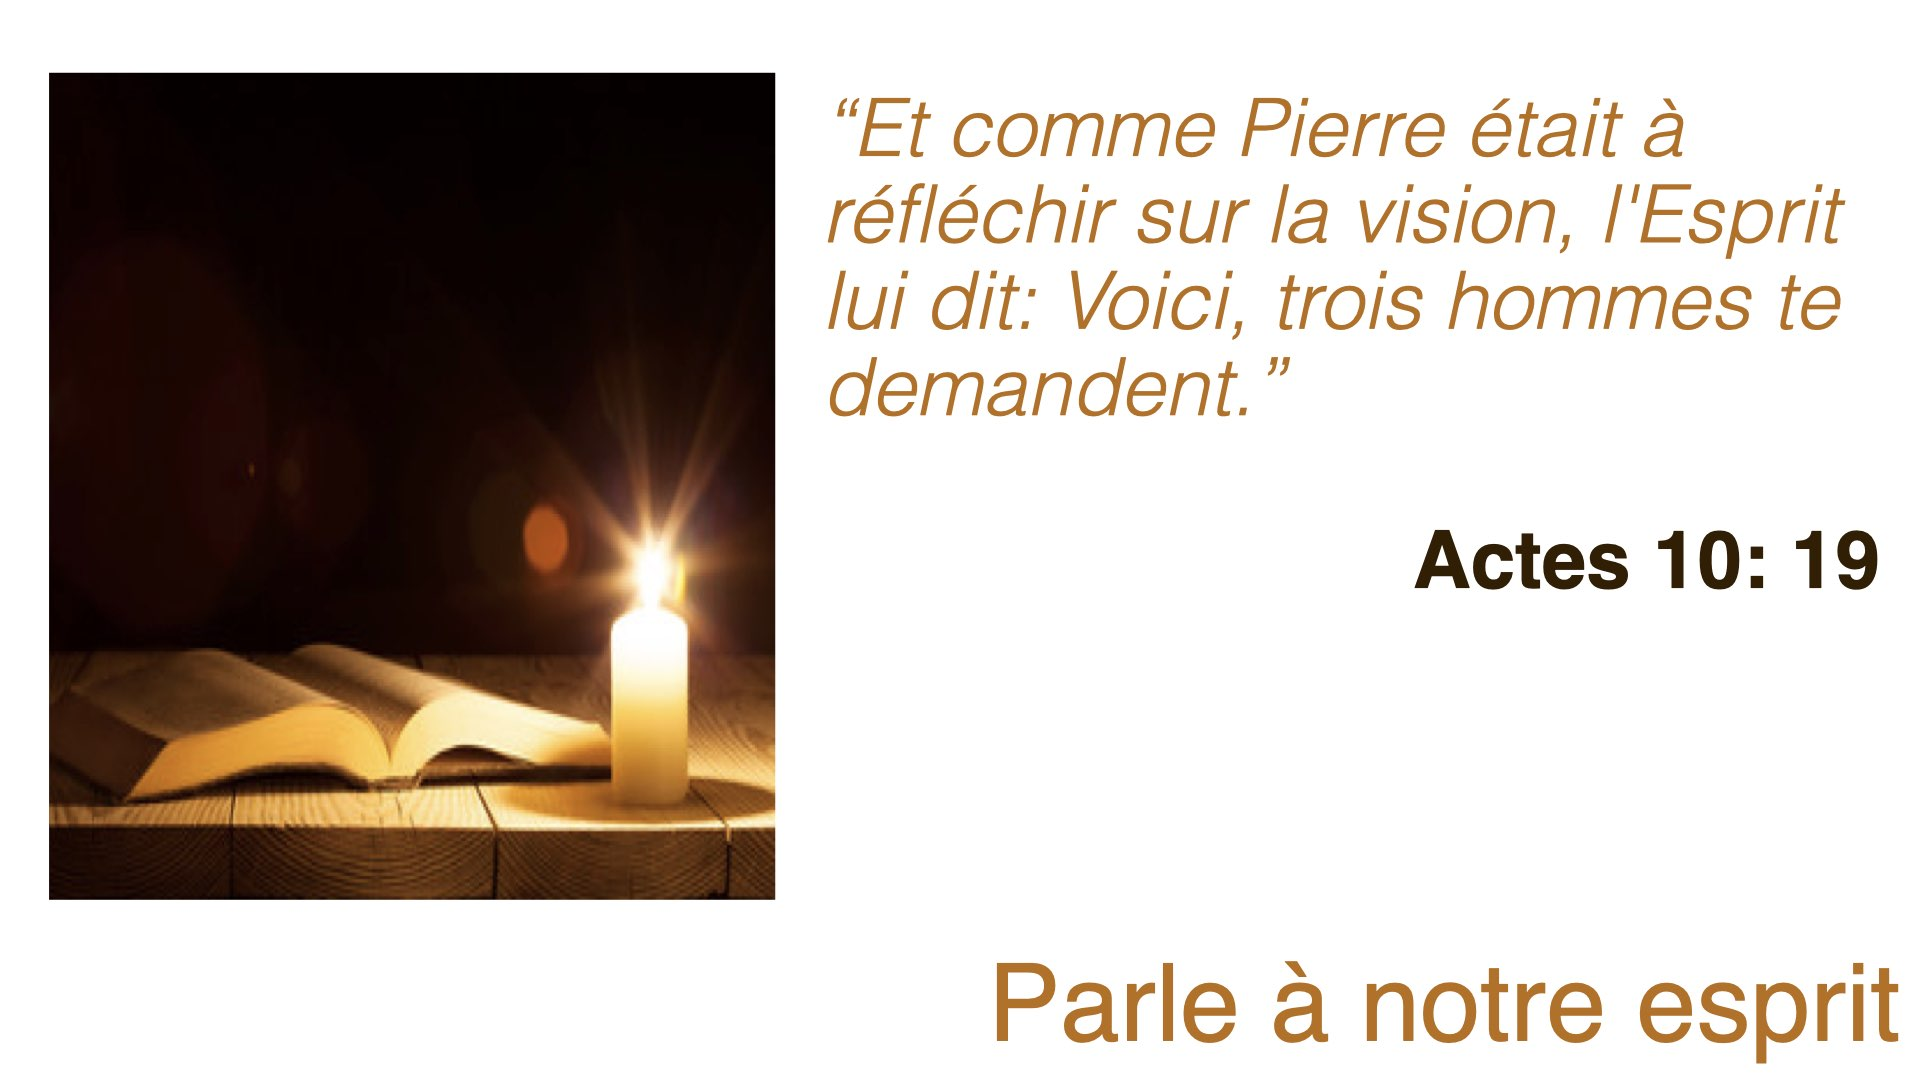 “Et comme Pierre était à
réfléchir sur la vision, l'Esprit
lui dit: Voici, trois hommes te
demandent.”
Actes 10: 19
Parle à notre esprit